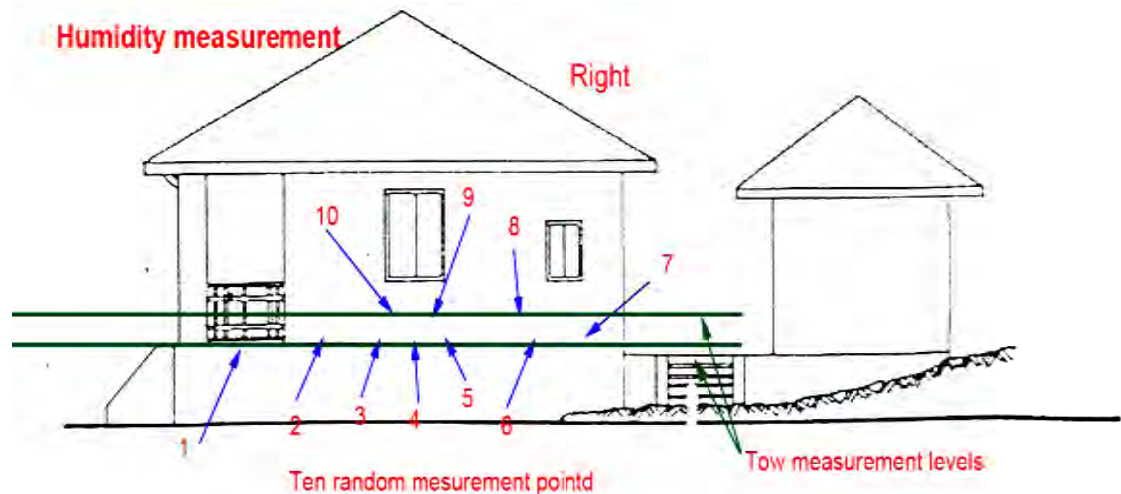 Humidity measurement
Right
10
9
8
7
1
2
3
4
5
6
Tow measurement levels
Ten random mesurement pointd